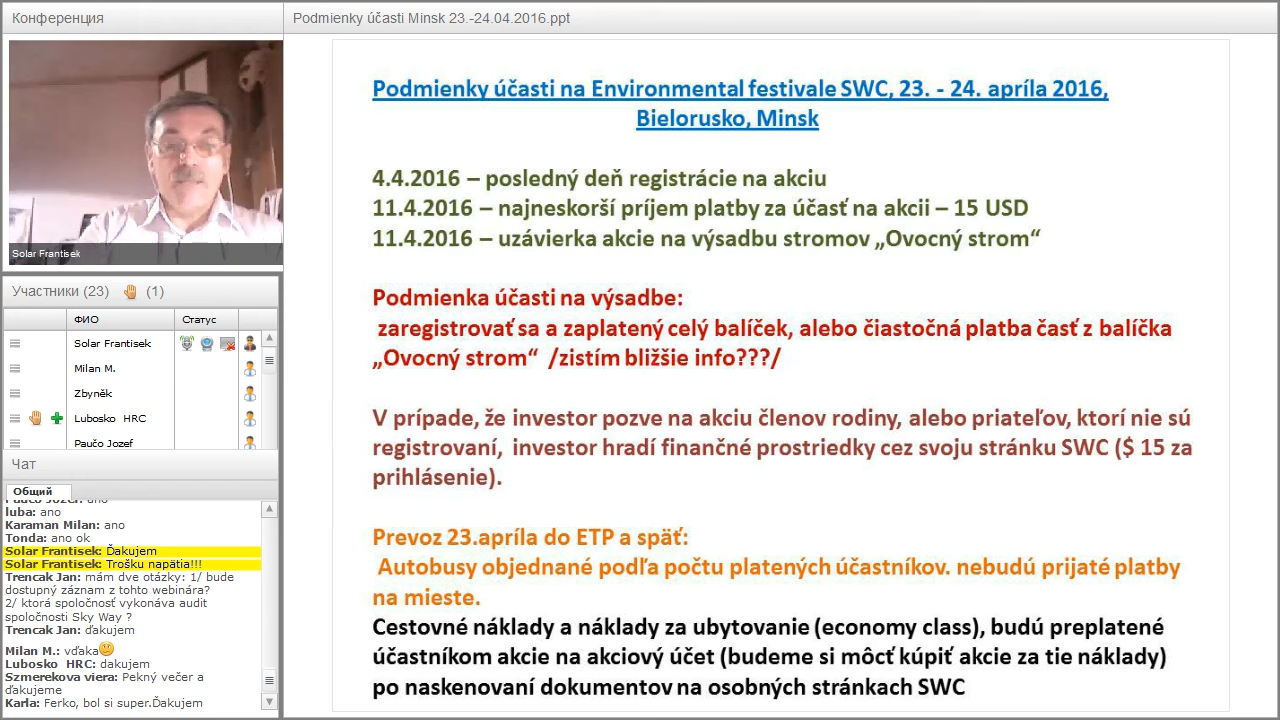 Конференция
Podmienky účasti Minsk 23.-24.04.2016.ppt
Solar Frantisek
Участники (23) (1)
ФИО Статус
Solar Frantisek
Milan M.
Zbyněk
Lubosko HRC
Paučo Jozef
Чат
Общий
Paučo Jozef: ano
luba: ano
Karaman Milan: ano
Tonda: ano ok
Solar Frantisek: Ďakujem
Solar Frantisek: Trošku napätia!!!
Trencak Jan: mám dve otázky: 1/ bude
dostupný záznam z tohto webinára?
2/ ktorá spoločnosť vykonáva audit
spoločnosti Sky Way ?
Trencak Jan: ďakujem
Milan M.: vďaka
Lubosko HRC: dakujem
Szmerekova viera: Pekný večer a
ďakujeme
Karla: Ferko, bol si super.Ďakujem
Podmienky účasti na Environmental festivale SWC, 23. - 24. apríla 2016,
Bielorusko, Minsk
4.4.2016 – posledný deň registrácie na akciu
11.4.2016 – najneskorší príjem platby za účasť na akcii – 15 USD
11.4.2016 – uzávierka akcie na výsadbu stromov „Ovocný strom“
Podmienka účasti na výsadbe:
zaregistrovať sa a zaplatený celý balíček, alebo čiastočná platba časť z balíčka
„Ovocný strom“ /zistím bližšie info???/
V prípade, že investor pozve na akciu členov rodiny, alebo priateľov, ktorí nie sú
registrovaní, investor hradí finančné prostriedky cez svoju stránku SWC ($ 15 za
prihlásenie).
Prevoz 23.apríla do ETP a späť:
Autobusy objednané podľa počtu platených účastníkov. nebudú prijaté platby
na mieste.
Cestovné náklady a náklady za ubytovanie (economy class), budú preplatené
účastníkom akcie na akciový účet (budeme si môcť kúpiť akcie za tie náklady)
po naskenovaní dokumentov na osobných stránkach SWC